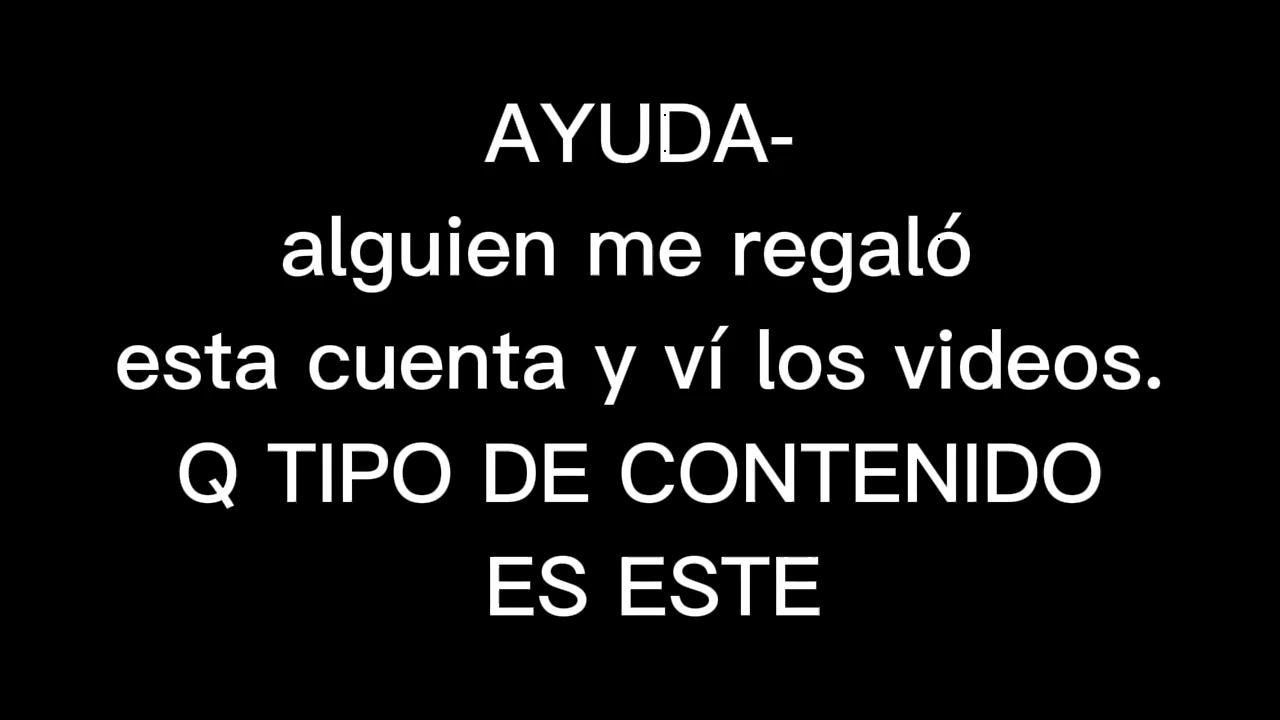 AYUDA-
alguien me regaló
esta cuenta y ví los videos.
Q TIPO DE CONTENIDO
ES ESTE